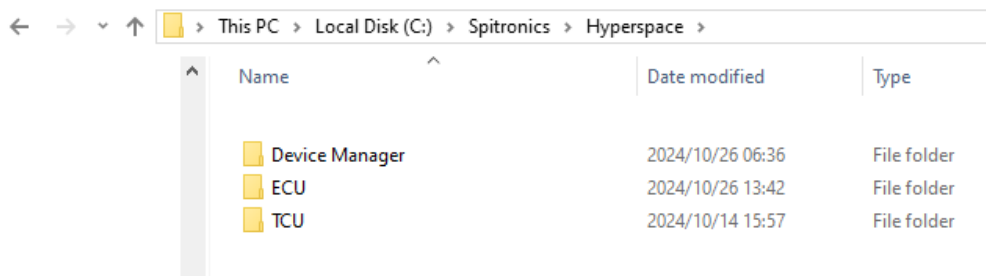 This PC > Local Disk (C:) > Spitronics > Hyperspace >
Name Date modified Type
Device Manager 2024/10/26 06:36 File folder
ECU 2024/10/26 13:42 File folder
TCU 2024/10/14 15:57 File folder